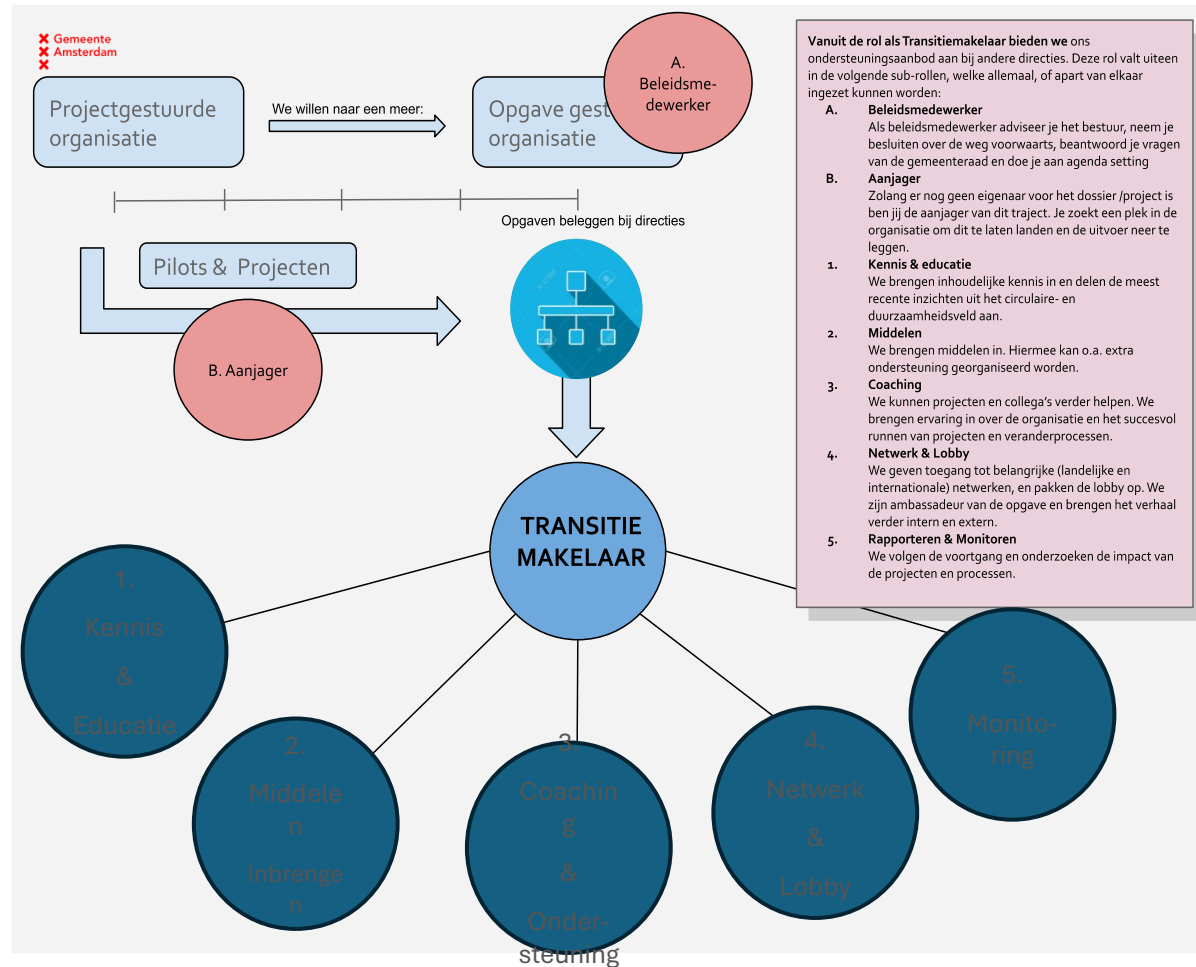 Gemeente
Amsterdam
Projectgestuurde
organisatie
We willen naar een meer:
Opgave gest
organisatie
A.
Beleidsme-
dewerker
Opgaven beleggen bij directies
Pilots & Projecten
B. Aanjager
TRANSITIE
MAKELAAR
1.
Kennis
&
Educatie
2.
Middele
n
Inbrenge
n
3.
Coachin
g
&
Onder-
steuning
4.
Netwerk
&
Lobby
5.
Monito-
ring
Vanuit de rol als Transitiemakelaar bieden we ons
ondersteuningsaanbod aan bij andere directies. Deze rol valt uiteen
in de volgende sub-rollen, welke allemaal, of apart van elkaar
ingezet kunnen worden:
A. Beleidsmedewerker
Als beleidsmedewerker adviseer je het bestuur, neem je
besluiten over de weg voorwaarts, beantwoord je vragen
van de gemeenteraad en doe je aan agenda setting
B. Aanjager
Zolang er nog geen eigenaar voor het dossier /project is
ben jij de aanjager van dit traject. Je zoekt een plek in de
organisatie om dit te laten landen en de uitvoer neer te
leggen.
1. Kennis & educatie
We brengen inhoudelijke kennis in en delen de meest
recente inzichten uit het circulaire- en
duurzaamheidsveld aan.
2. Middelen
We brengen middelen in. Hiermee kan o.a. extra
ondersteuning georganiseerd worden.
3. Coaching
We kunnen projecten en collega's verder helpen. We
brengen ervaring in over de organisatie en het succesvol
runnen van projecten en veranderprocessen.
4. Netwerk & Lobby
We geven toegang tot belangrijke (landelijke en
internationale) netwerken, en pakken de lobby op. We
zijn ambassadeur van de opgave en brengen het verhaal
verder intern en extern.
5. Rapporteren & Monitoren
We volgen de voortgang en onderzoeken de impact van
de projecten en processen.